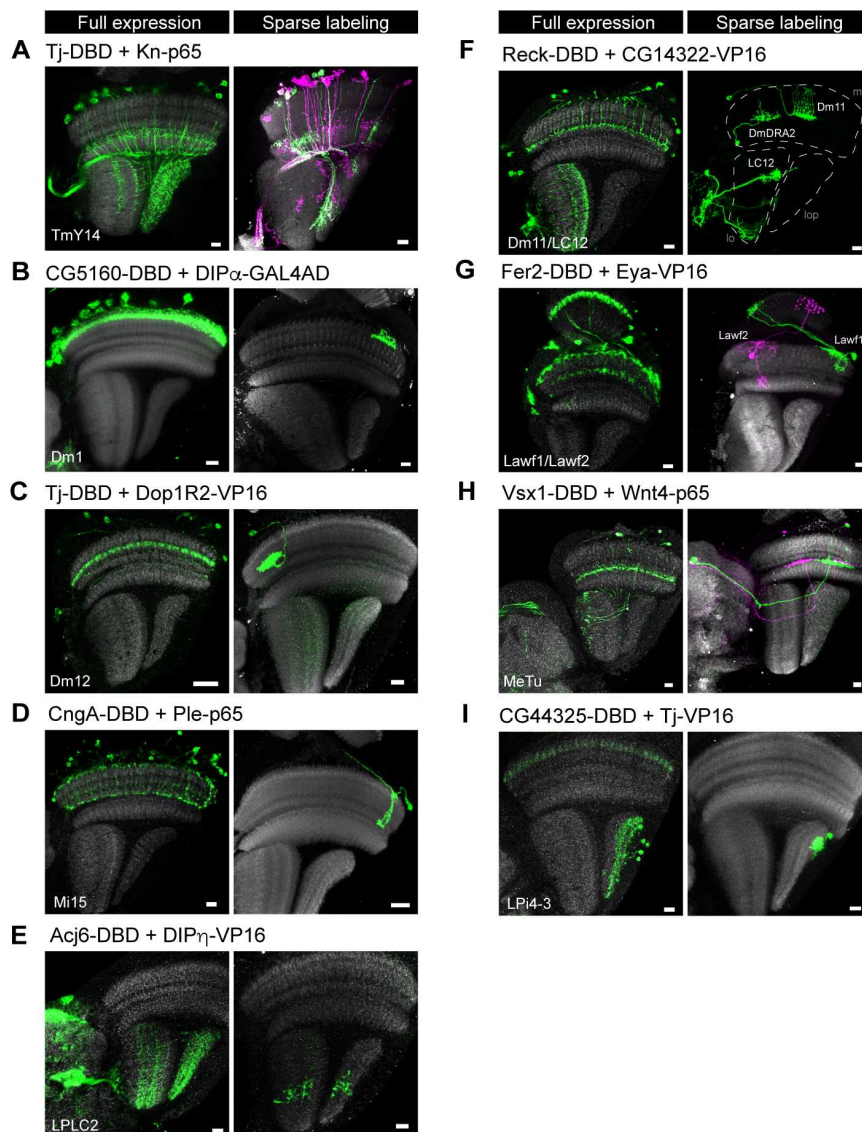 Full expression
Sparse labeling
A
Tj-DBD + Kn-p65
TmY14
B
CG5160-DBD + DIPα-GAL4AD
Dm1
C
Tj-DBD + Dop1R2-VP16
Dm12
D
CngA-DBD + Ple-p65
Mi15
E
Acj6-DBD + DIPη-VP16
LPLC2
Full expression
Sparse labeling
F
Reck-DBD + CG14322-VP16
Dm11/LC12
m
Dm11
DmDRA2
LC12
lop
lo
G
Fer2-DBD + Eya-VP16
Lawf1/Lawf2
Lawf2
Lawf1
H
Vsx1-DBD + Wnt4-p65
MeTu
I
CG44325-DBD + Tj-VP16
LPi4-3